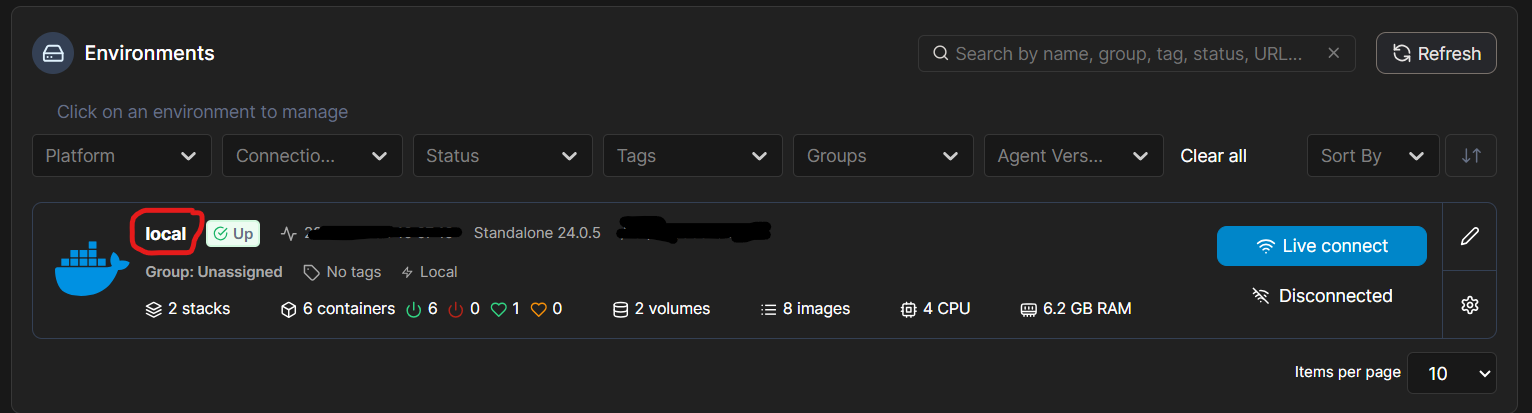 Environments
Search by name, group, tag, status, URL...
Refresh
Click on an environment to manage
Platform
Connectio...
Status
Tags
Groups
Agent Vers...
Clear all
Sort By
local
Up
Standalone 24.0.5
Live connect
Group: Unassigned
No tags
Local
Disconnected
2 stacks
6 containers
6
0
1
0
2 volumes
8 images
4 CPU
6.2 GB RAM
Items per page
10